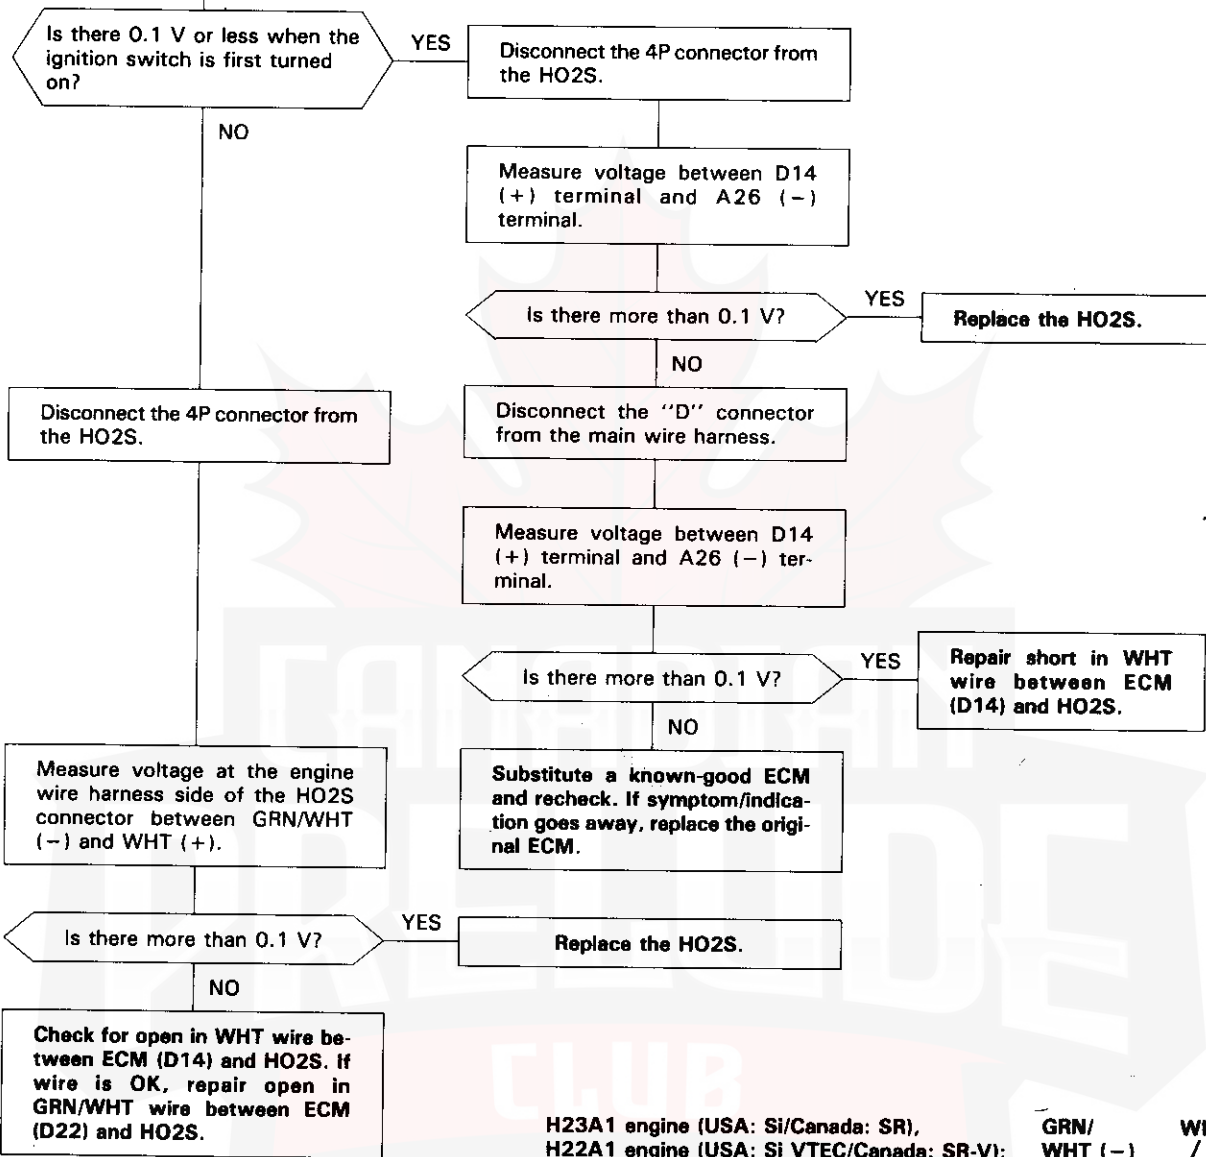 Is there 0.1 V or less when the
ignition switch is first turned
on?
YES
Disconnect the 4P connector from
the HO2S.
NO
Measure voltage between D14
(+) terminal and A26 (−)
terminal.
Is there more than 0.1 V?
YES
Replace the HO2S.
NO
Disconnect the 4P connector from
the HO2S.
Disconnect the "D" connector
from the main wire harness.
Measure voltage between D14
(+) terminal and A26 (−) ter-
minal.
Is there more than 0.1 V?
YES
Repair short in WHT
wire between ECM
(D14) and HO2S.
NO
Measure voltage at the engine
wire harness side of the HO2S
connector between GRN/WHT
(−) and WHT (+).
Substitute a known-good ECM
and recheck. If symptom/indica-
tion goes away, replace the origi-
nal ECM.
Is there more than 0.1 V?
YES
Replace the HO2S.
NO
Check for open in WHT wire be-
tween ECM (D14) and HO2S. If
wire is OK, repair open in
GRN/WHT wire between ECM
(D22) and HO2S.
H23A1 engine (USA: Si/Canada: SR),
H22A1 engine (USA: Si VTEC/Canada: SR-V):
GRN/
WHT (−)
CANADIAN
PRELUDE
CLUB